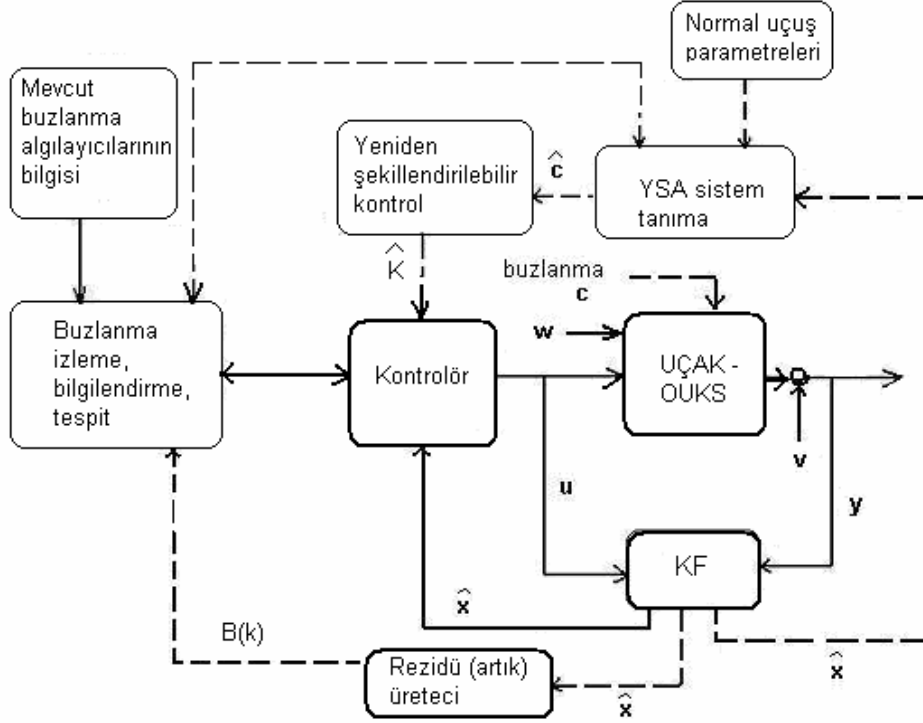 Normal uçuş
parametreleri
Mevcut
buzlanma
algılayıcılarının
bilgisi
Yeniden
şekillendirilebilir
kontrol
ĉ
YSA sistem
tanıma
K̂
buzlanma
c
w
Buzlanma
izleme,
bilgilendirme,
tespit
Kontrolör
UÇAK -
OUKS
v
u
y
KF
x̂
B(k)
Rezidü (artık)
üreteci
x̂
x̂